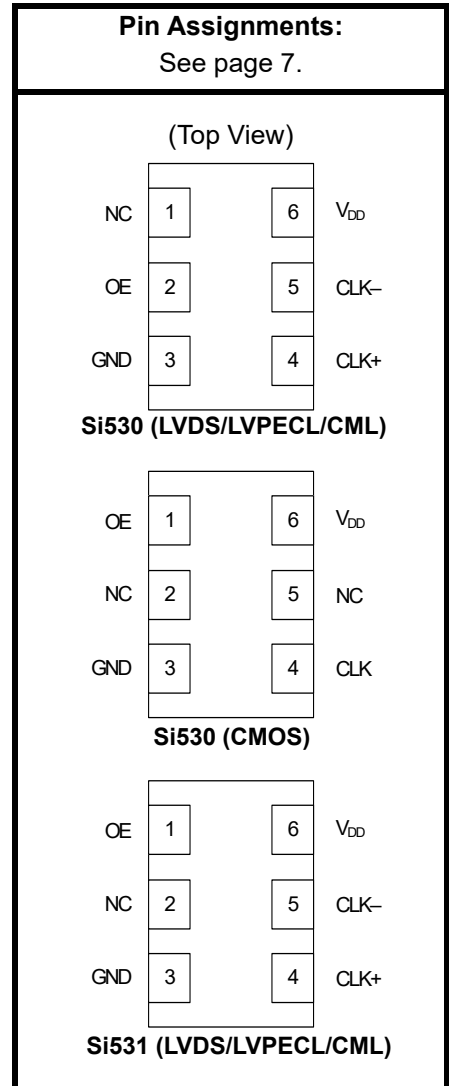 Pin Assignments:
See page 7.
(Top View)
NC 1 6 VDD
OE 2 5 CLK–
GND 3 4 CLK+
Si530 (LVDS/LVPECL/CML)
OE 1 6 VDD
NC 2 5 NC
GND 3 4 CLK
Si530 (CMOS)
OE 1 6 VDD
NC 2 5 CLK–
GND 3 4 CLK+
Si531 (LVDS/LVPECL/CML)